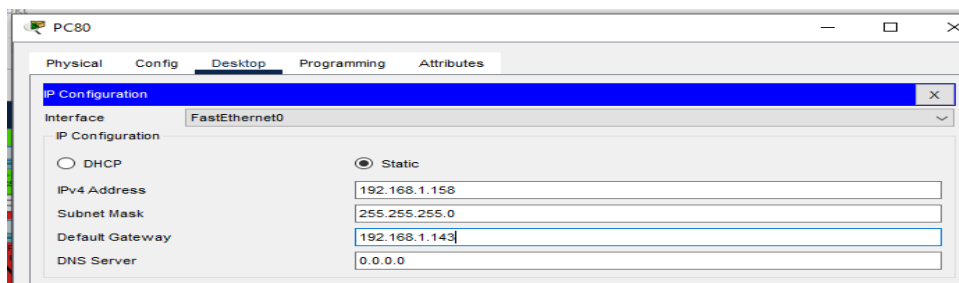 PC80
Physical Config Desktop Programming Attributes
IP Configuration X
Interface FastEthernet0
IP Configuration
DHCP Static
IPv4 Address 192.168.1.158
Subnet Mask 255.255.255.0
Default Gateway 192.168.1.143
DNS Server 0.0.0.0